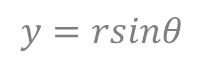 y = rsinθ